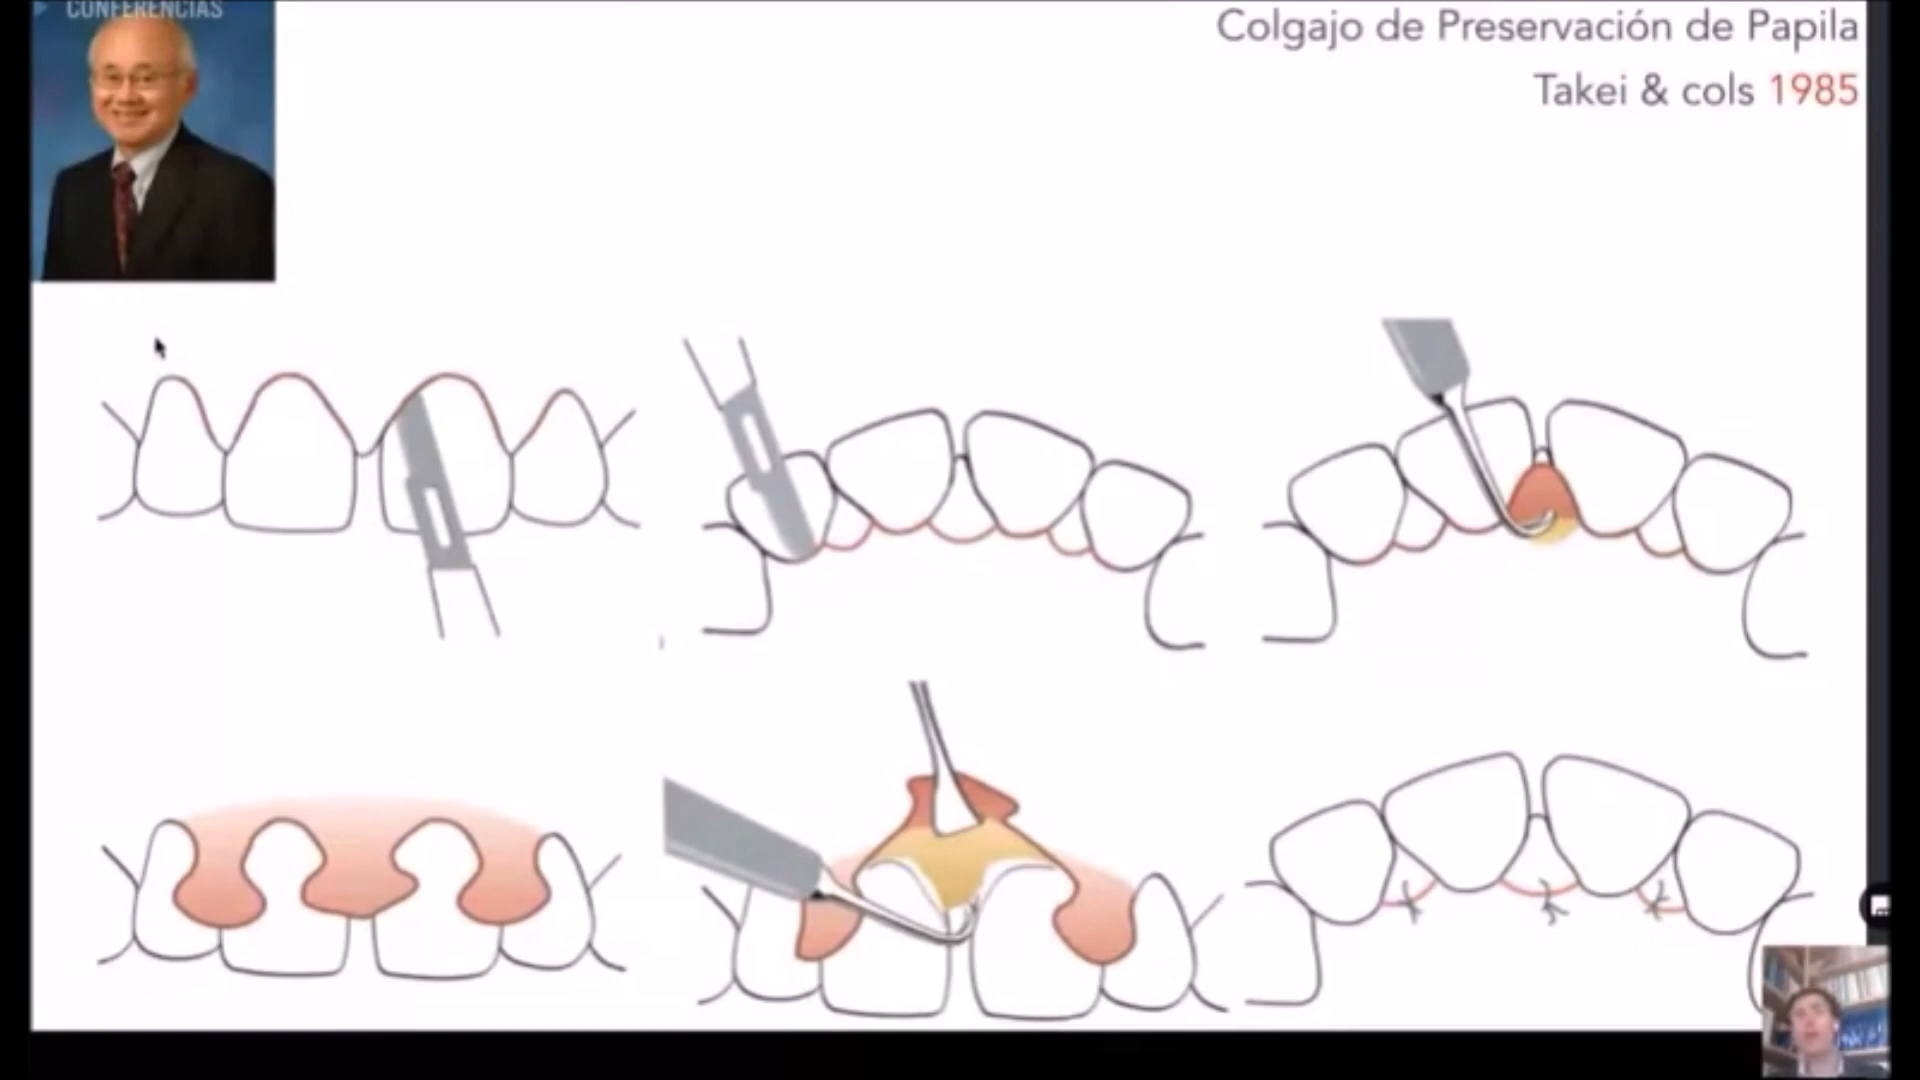 CONFERENCIAS
Colgajo de Preservación de Papila
Takei & cols 1985